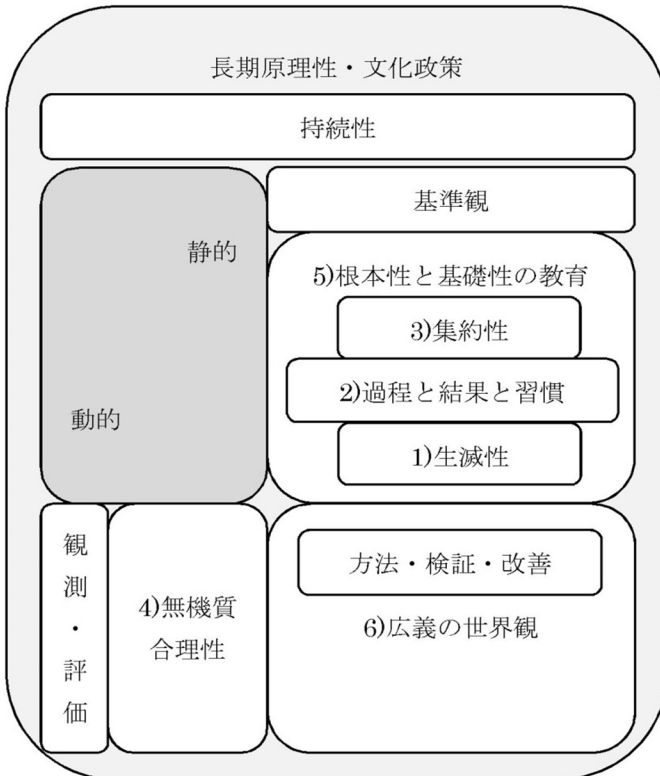 長期原理性・文化政策
持続性
静的
動的
基準観
5)根本性と基礎性の教育
3)集約性
2)過程と結果と習慣
1)生滅性
観測・評価
4)無機質
合理性
方法・検証・改善
6)広義の世界観